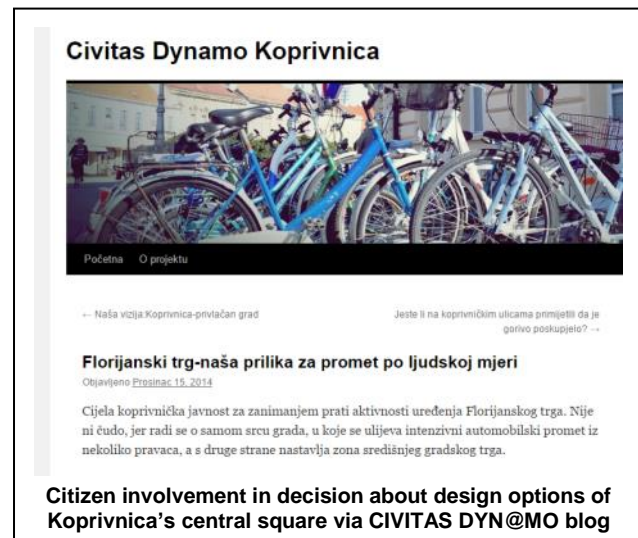 Civitas Dynamo Koprivnica
Početna O projektu
← Naša vizija:Koprivnica-privlačan grad
Jeste li na koprivničkim ulicama primijetili da je
gorivo poskupjelo? →
Florijanski trg-naša prilika za promet po ljudskoj mjeri
Objavljeno Prosinac 15, 2014
Cijela koprivnička javnost za zanimanjem prati aktivnosti uređenja Florijanskog trga. Nije
ni čudo, jer radi se o samom srcu grada, u koje se ulijeva intenzivni automobilski promet iz
nekoliko pravaca, a s druge strane nastavlja zona središnjeg gradskog trga.
Citizen involvement in decision about design options of
Koprivnica's central square via CIVITAS DYN@MO blog